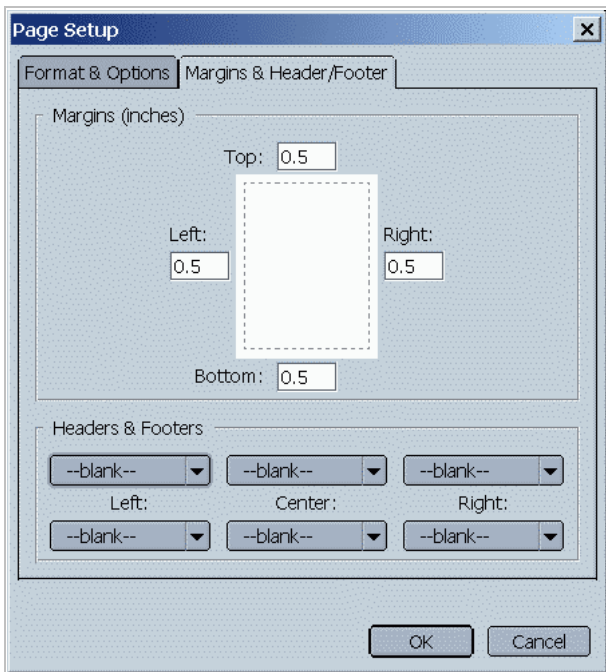 Page Setup
Format & Options Margins & Header/Footer
Margins (inches)
Top: 0.5
Left: Right:
0.5 0.5
Bottom: 0.5
Headers & Footers
--blank-- --blank-- --blank--
Left: Center: Right:
--blank-- --blank-- --blank--
OK Cancel